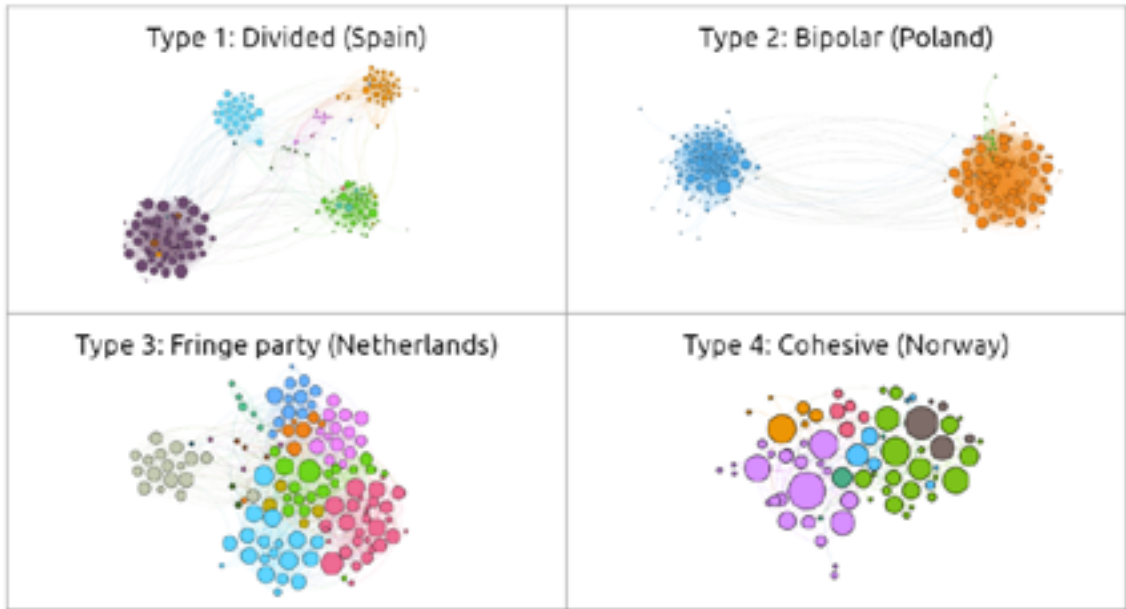 Type 1: Divided (Spain)
Type 2: Bipolar (Poland)
Type 3: Fringe party (Netherlands)
Type 4: Cohesive (Norway)